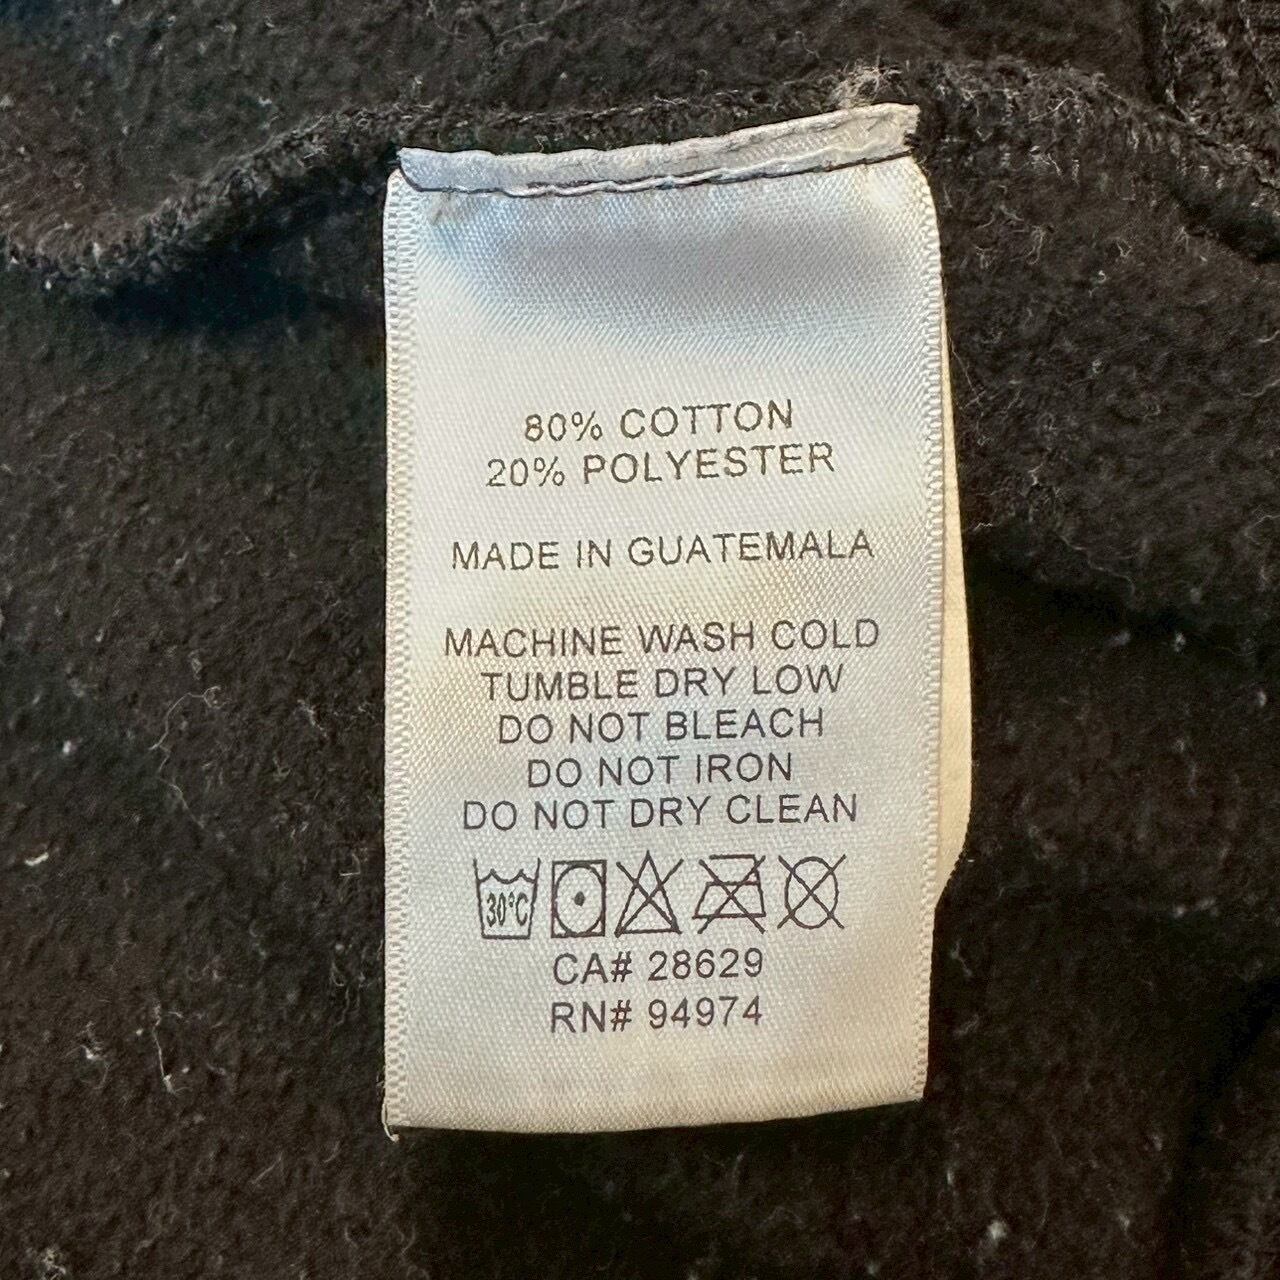 80% COTTON
20% POLYESTER
MADE IN GUATEMALA
MACHINE WASH COLD
TUMBLE DRY LOW
DO NOT BLEACH
DO NOT IRON
DO NOT DRY CLEAN
30°C
CA# 28629
RN# 94974